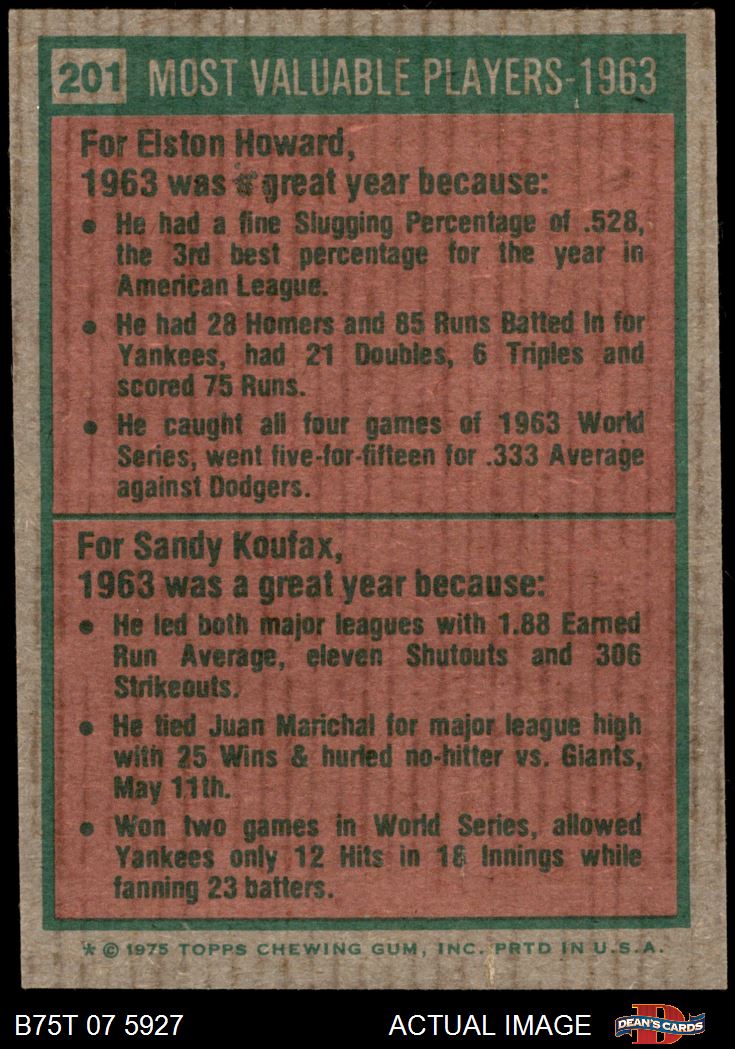 201 MOST VALUABLE PLAYERS-1963
For Elston Howard,
1963 was a great year because:
• He had a fine Slugging Percentage of .528,
the 3rd best percentage for the year in
American League.
• He had 28 Homers and 85 Runs Batted In for
Yankees, had 21 Doubles, 6 Triples and
scored 75 Runs.
• He caught all four games of 1963 World
Series, went five-for-fifteen for .333 Average
against Dodgers.
For Sandy Koufax,
1963 was a great year because:
• He led both major leagues with 1.88 Earned
Run Average, eleven Shutouts and 306
Strikeouts.
• He tied Juan Marichal for major league high
with 25 Wins & hurled no-hitter vs. Giants,
May 11th.
• Won two games in World Series, allowed
Yankees only 12 Hits in 18 Innings while
fanning 23 batters.
* © 1975 TOPPS CHEWING GUM, INC. PRTD IN U.S.A.
B75T 07 5927 ACTUAL IMAGE DEAN'S CARDS